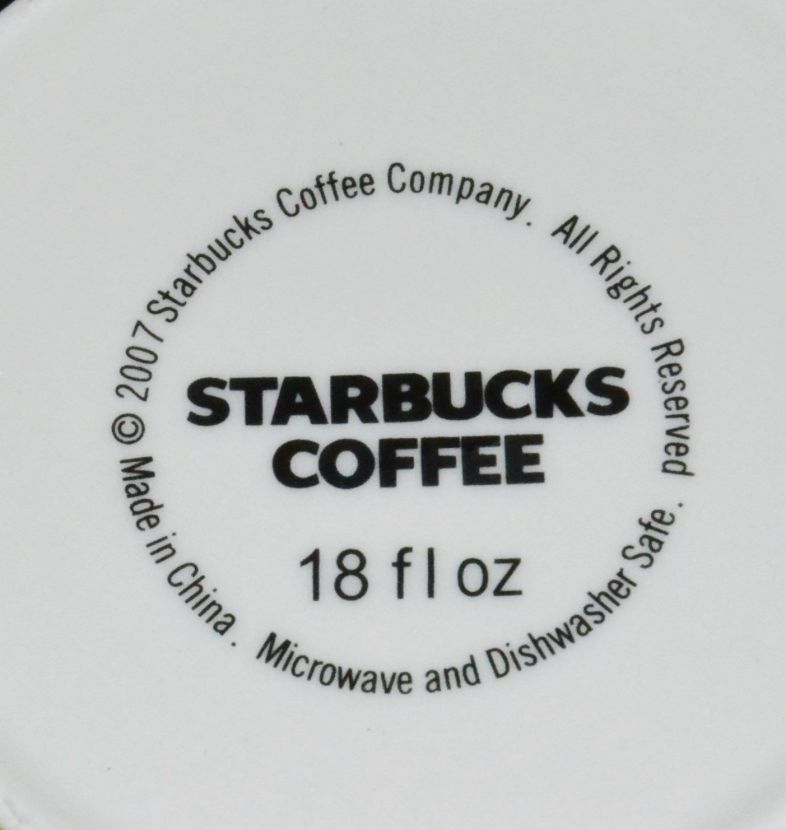 © 2007 Starbucks Coffee Company. All Rights Reserved
STARBUCKS
COFFEE
18 fl oz
Made in China. Microwave and Dishwasher Safe.